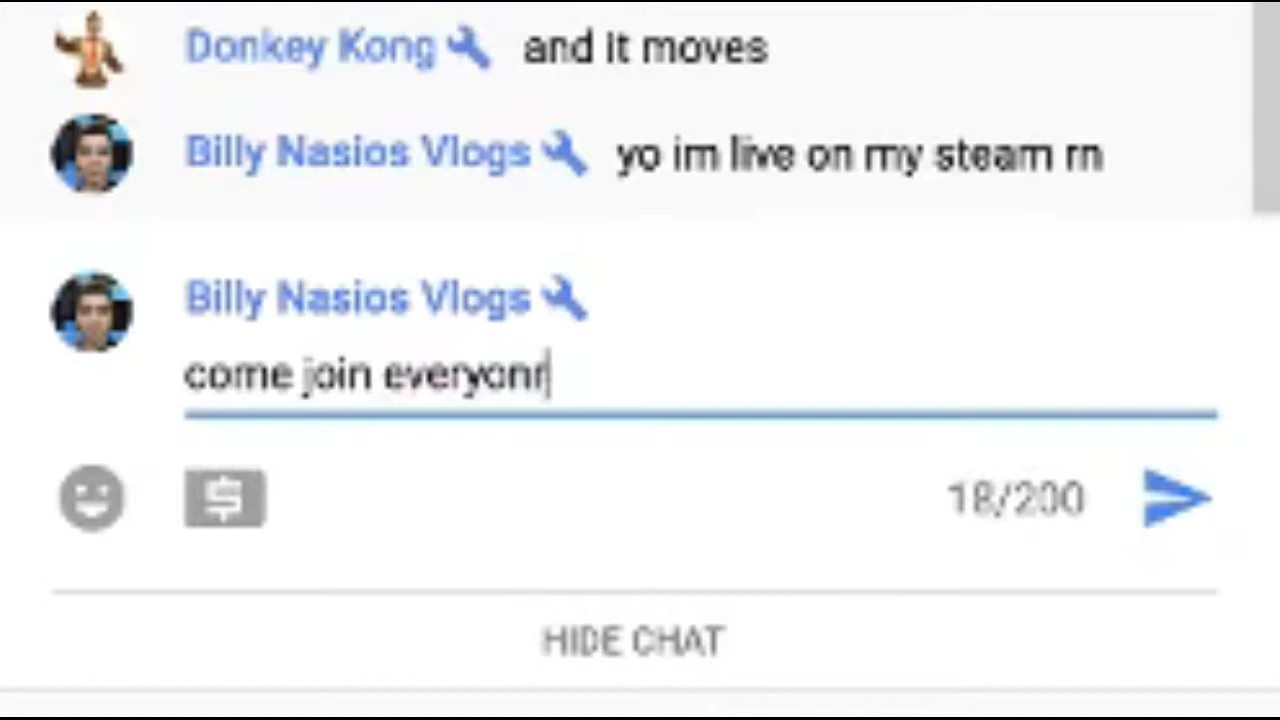 Donkey Kong and it moves
Billy Nasios Vlogs yo im live on my steam rn
Billy Nasios Vlogs
come join everyonr
18/200
HIDE CHAT